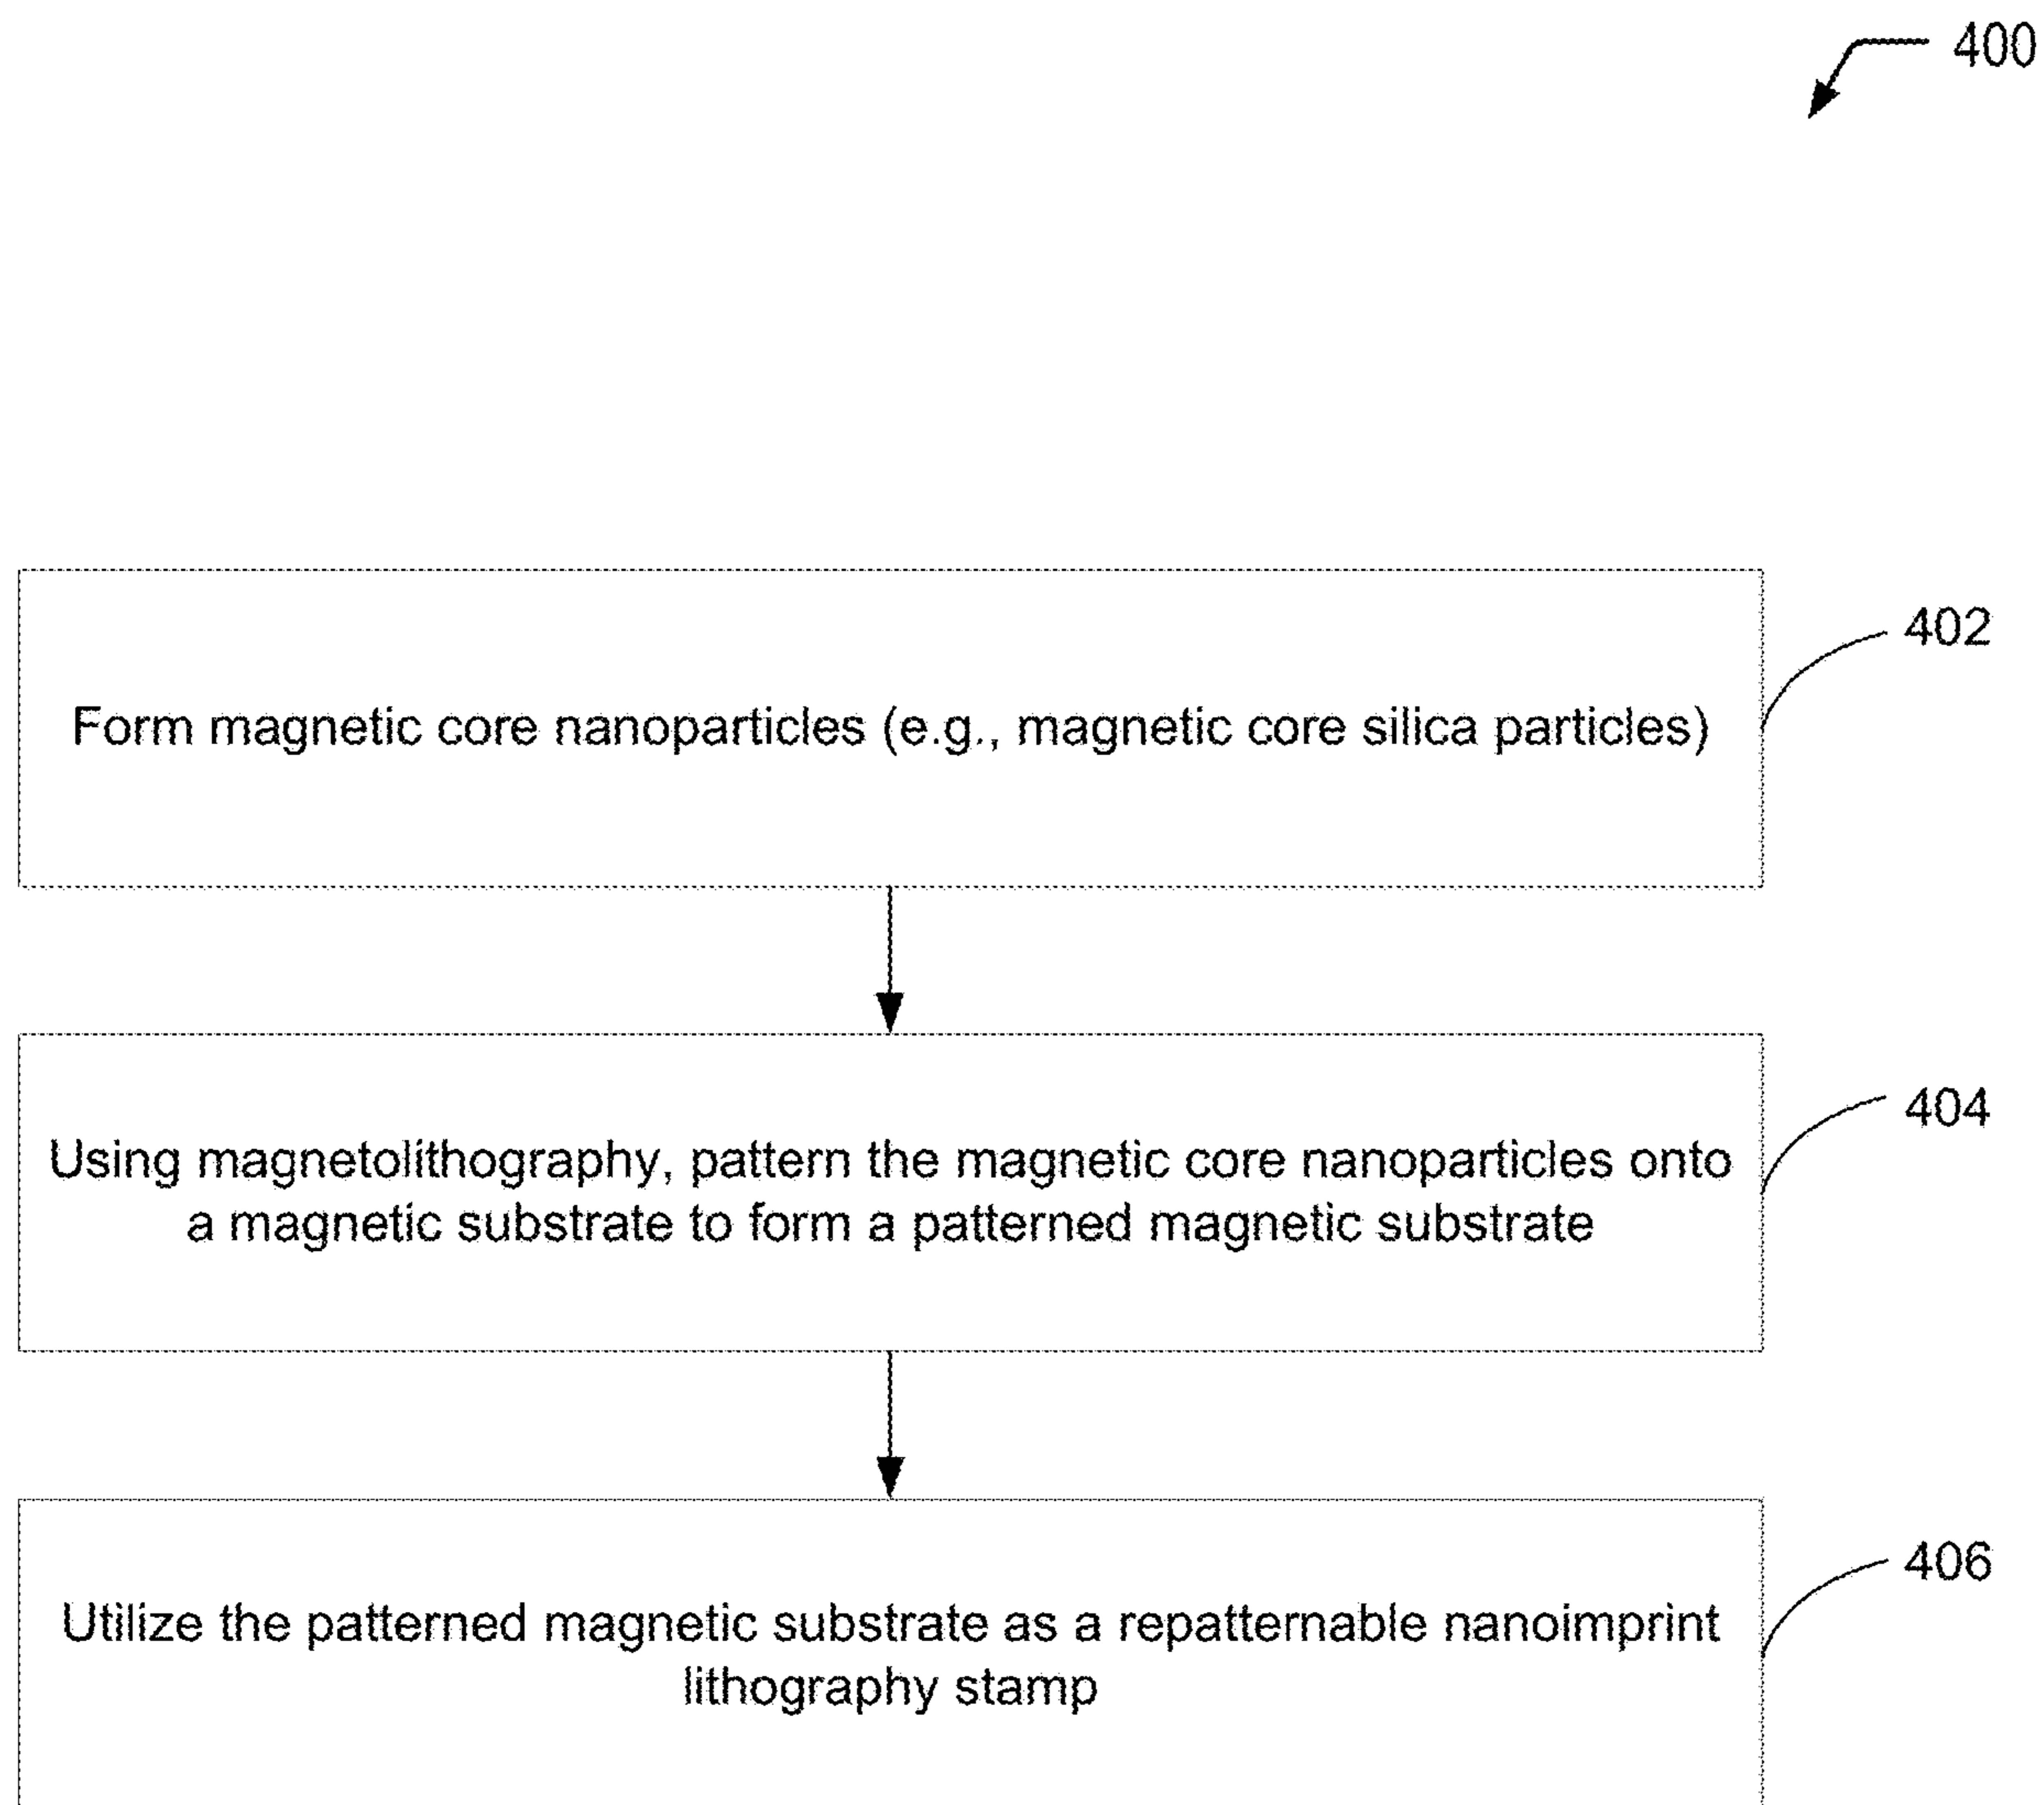 400
402
Form magnetic core nanoparticles (e.g., magnetic core silica particles)
404
Using magnetolithography, pattern the magnetic core nanoparticles onto
a magnetic substrate to form a patterned magnetic substrate
406
Utilize the patterned magnetic substrate as a repatternable nanoimprint
lithography stamp